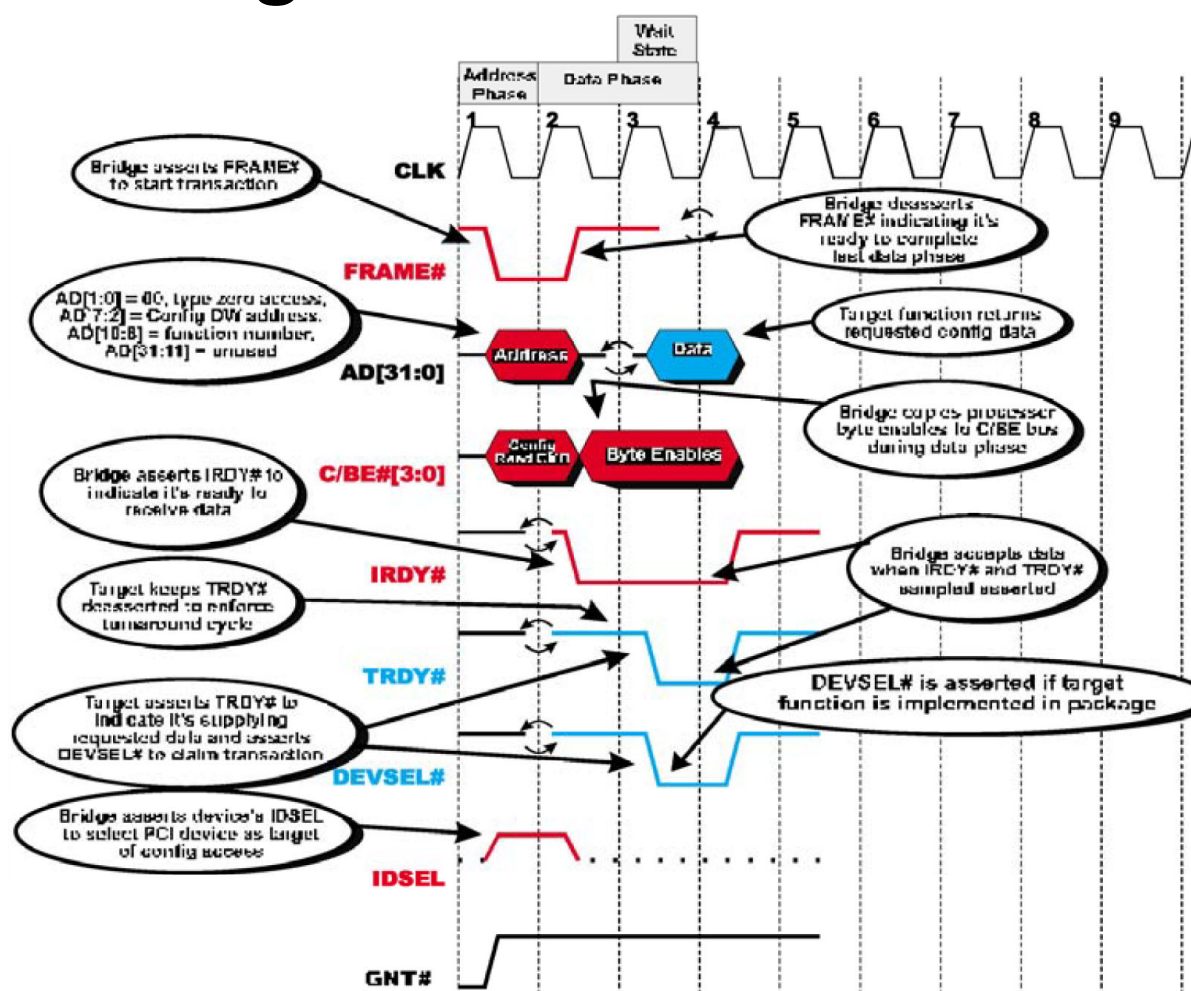 Wait
State
Address
Phase
Data Phase
1 2 3 4 5 6 7 8 9
CLK
Bridge asserts FRAME#
to start transaction
Bridge deasserts
FRAME# indicating it's
ready to complete
last data phase
FRAME#
AD[1:0] = 00, type zero access,
AD[7:2] = Config DW address,
AD[10:8] = function number,
AD[31:11] = unused
Target function returns
requested config data
Address
Data
AD[31:0]
Bridge copies processer
byte enables to C/BE bus
during data phase
Config
Read CMD
Byte Enables
C/BE#[3:0]
Bridge asserts IRDY# to
indicate it's ready to
receive data
IRDY#
Bridge accepts data
when IRDY# and TRDY#
sampled asserted
Target keeps TRDY#
deasserted to enforce
turnaround cycle
TRDY#
Target asserts TRDY# to
indicate it's supplying
requested data and asserts
DEVSEL# to claim transaction
DEVSEL# is asserted if target
function is implemented in package
DEVSEL#
Bridge asserts device's IDSEL
to select PCI device as target
of config access
IDSEL
GNT#